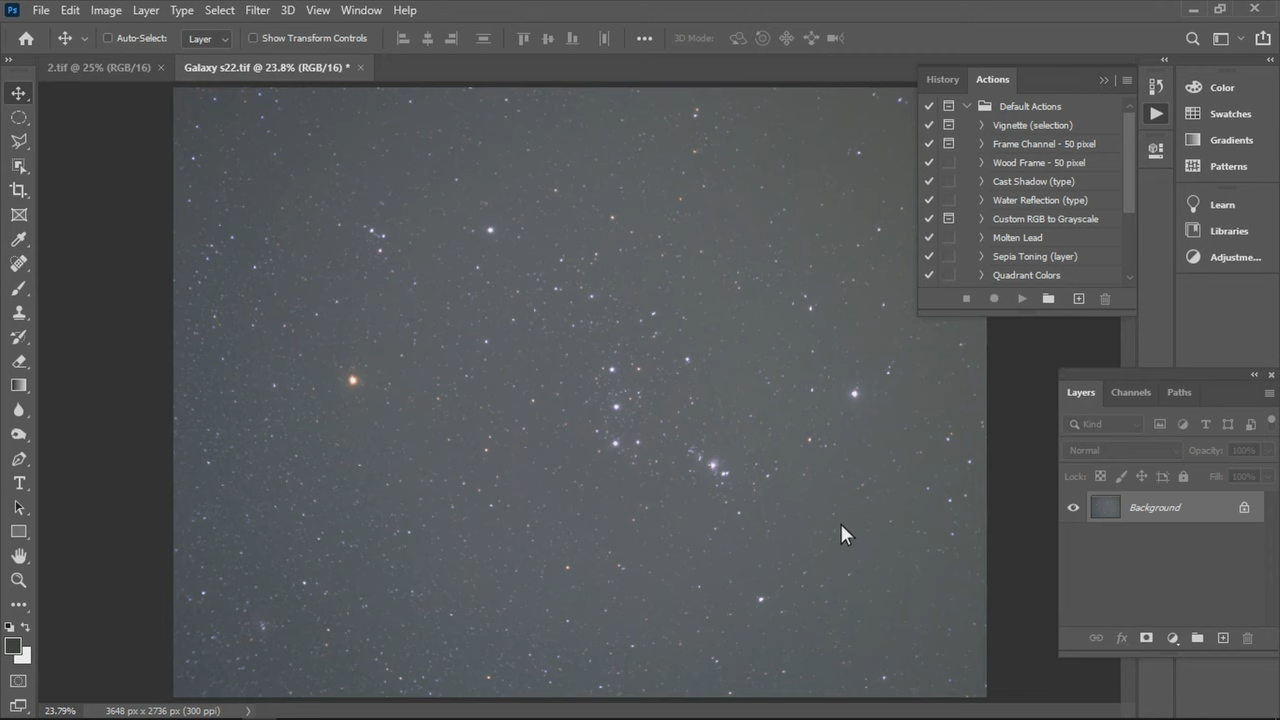 Ps File Edit Image Layer Type Select Filter 3D View Window Help
Auto-Select: Layer Show Transform Controls 3D Mode:
2.tif @ 25% (RGB/16) × Galaxy s22.tif @ 23.8% (RGB/16) * ×
History Actions
Default Actions
Vignette (selection)
Frame Channel - 50 pixel
Wood Frame - 50 pixel
Cast Shadow (type)
Water Reflection (type)
Custom RGB to Grayscale
Molten Lead
Sepia Toning (layer)
Quadrant Colors
Color
Swatches
Gradients
Patterns
Learn
Libraries
Adjustme...
Layers Channels Paths
Kind
Normal Opacity: 100%
Lock: Fill: 100%
Background
23.79% 3648 px x 2736 px (300 ppi)